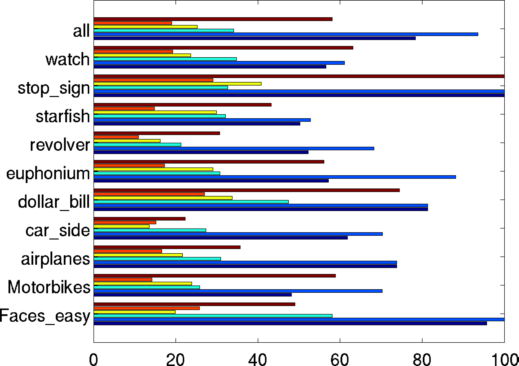 all
watch
stop_sign
starfish
revolver
euphonium
dollar_bill
car_side
airplanes
Motorbikes
Faces_easy
0 20 40 60 80 100